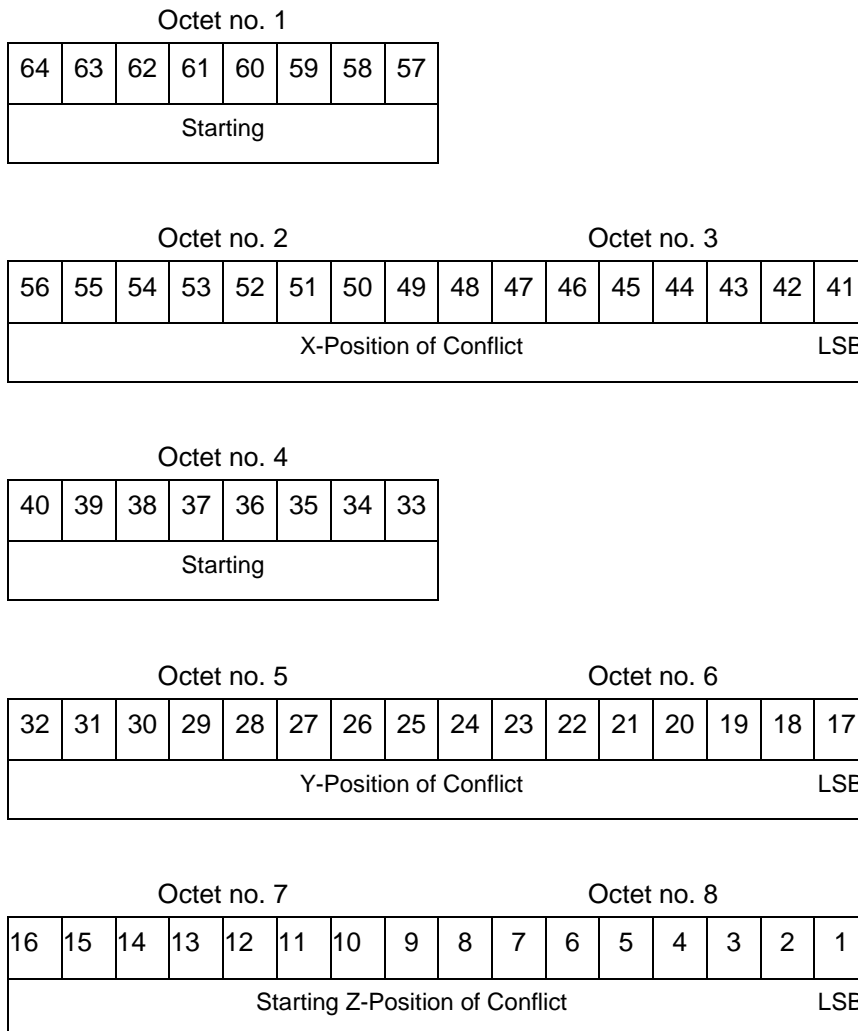 Octet no. 1
64 63 62 61 60 59 58 57
Starting
Octet no. 2 Octet no. 3
56 55 54 53 52 51 50 49 48 47 46 45 44 43 42 41
X-Position of Conflict LSB
Octet no. 4
40 39 38 37 36 35 34 33
Starting
Octet no. 5 Octet no. 6
32 31 30 29 28 27 26 25 24 23 22 21 20 19 18 17
Y-Position of Conflict LSB
Octet no. 7 Octet no. 8
16 15 14 13 12 11 10 9 8 7 6 5 4 3 2 1
Starting Z-Position of Conflict LSB